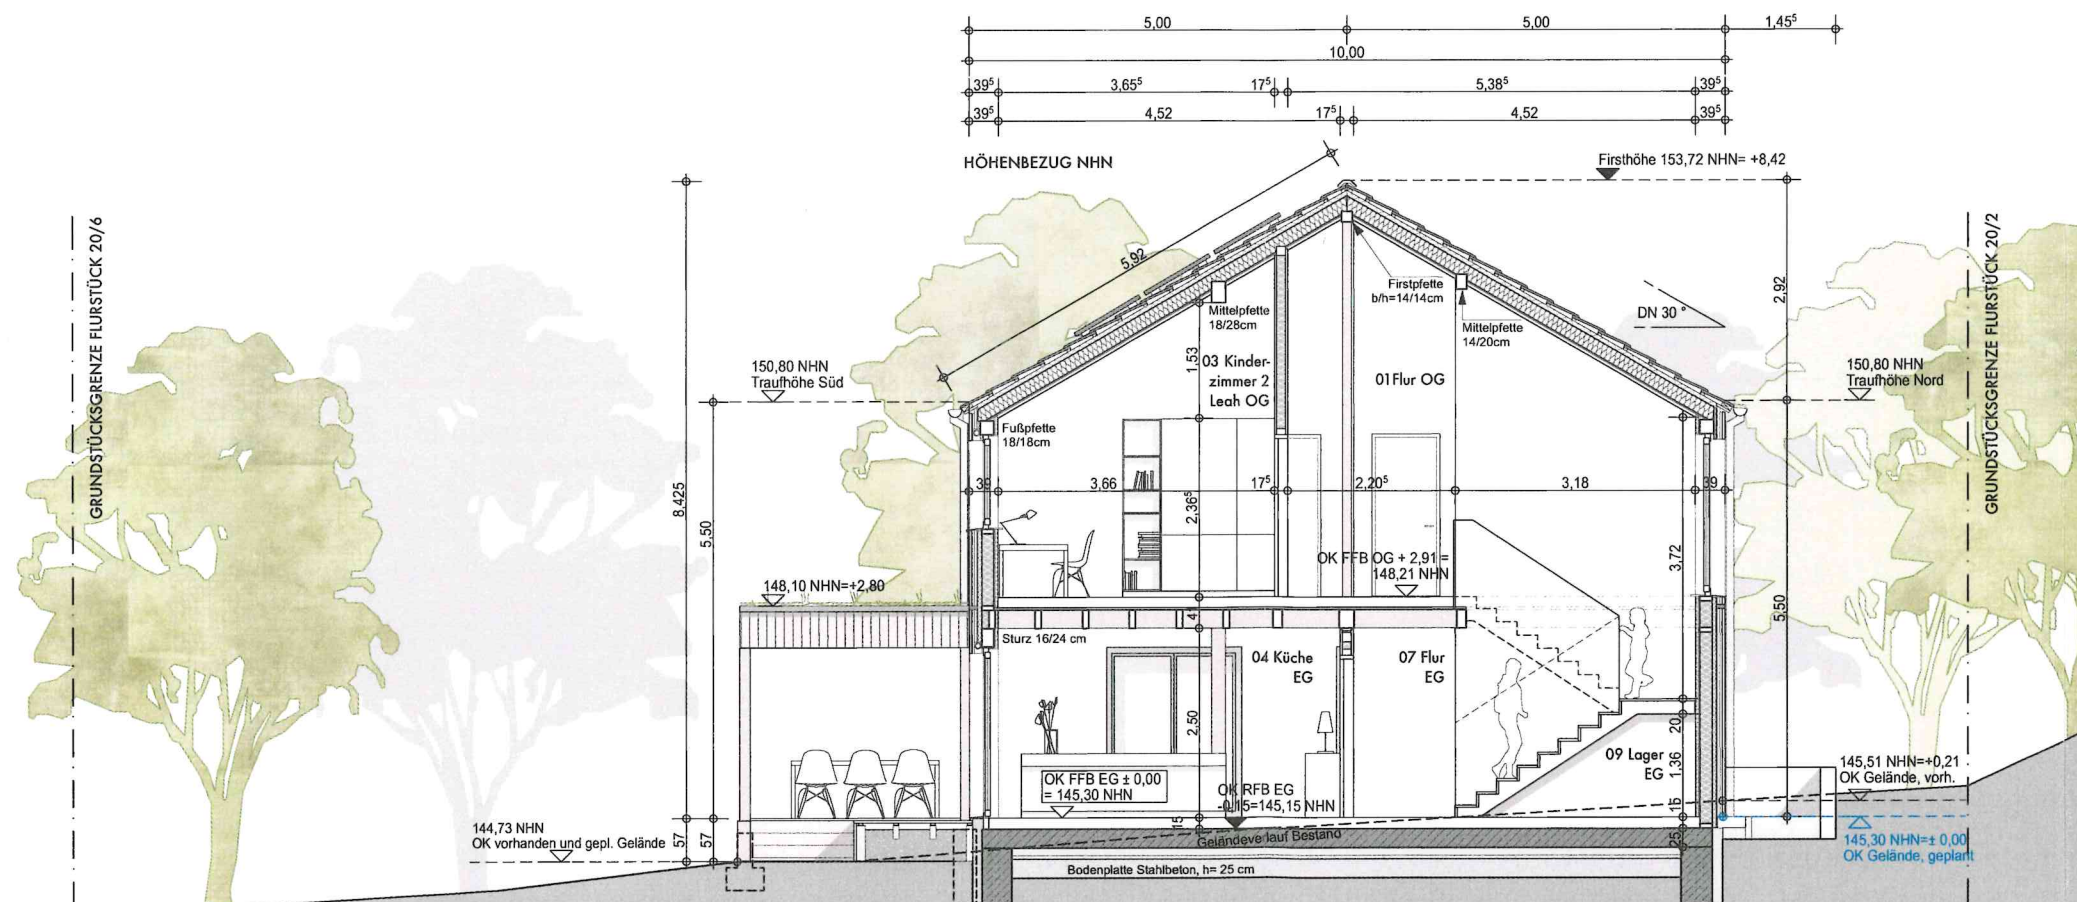 5,00
5,00
1,45⁵
10,00
39⁵
3,65⁵
17⁵
5,38⁵
39⁵
39⁵
4,52
17⁵
4,52
39⁵
HÖHENBEZUG NHN
Firsthöhe 153,72 NHN= +8,42
GRUNDSTÜCKSGRENZE FLURSTÜCK 20/6
GRUNDSTÜCKSGRENZE FLURSTÜCK 20/2
5,92
Firstpfette
b/h=14/14cm
2,92
DN 30 °
Mittelpfette
18/28cm
Mittelpfette
14/20cm
1,53
03 Kinder-
zimmer 2
Leah OG
01 Flur OG
150,80 NHN
Traufhöhe Süd
150,80 NHN
Traufhöhe Nord
Fußpfette
18/18cm
39
3,66
17⁵
2,20⁵
3,18
39
8,425
5,50
2,36⁵
3,72
5,50
OK FFB OG + 2,91 =
148,21 NHN
148,10 NHN=+2,80
Sturz 16/24 cm
41
04 Küche
EG
07 Flur
EG
2,50
20
09 Lager
EG
1,36
OK FFB EG ± 0,00
= 145,30 NHN
OK RFB EG
-0,15=145,15 NHN
145,51 NHN=+0,21
OK Gelände, vorh.
15
15
144,73 NHN
OK vorhanden und gepl. Gelände
57
57
Geländeverlauf Bestand
25
145,30 NHN=± 0,00
OK Gelände, geplant
Bodenplatte Stahlbeton, h= 25 cm